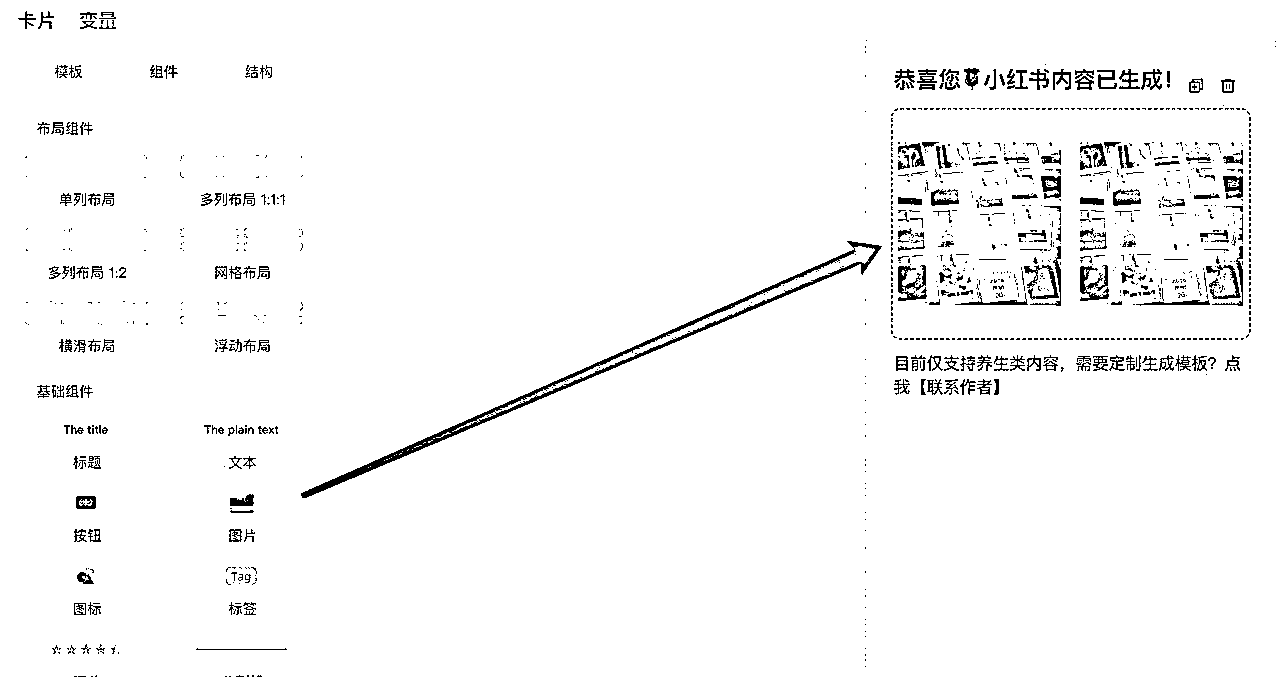 卡片 变量
模板 组件 结构
布局组件
单列布局 多列布局 1:1:1
多列布局 1:2 网格布局
横滑布局 浮动布局
基础组件
The title The plain text
标题 文本
按钮 图片
Tag
图标 标签
恭喜您小红书内容已生成!
目前仅支持养生类内容，需要定制生成模板？点
我【联系作者】